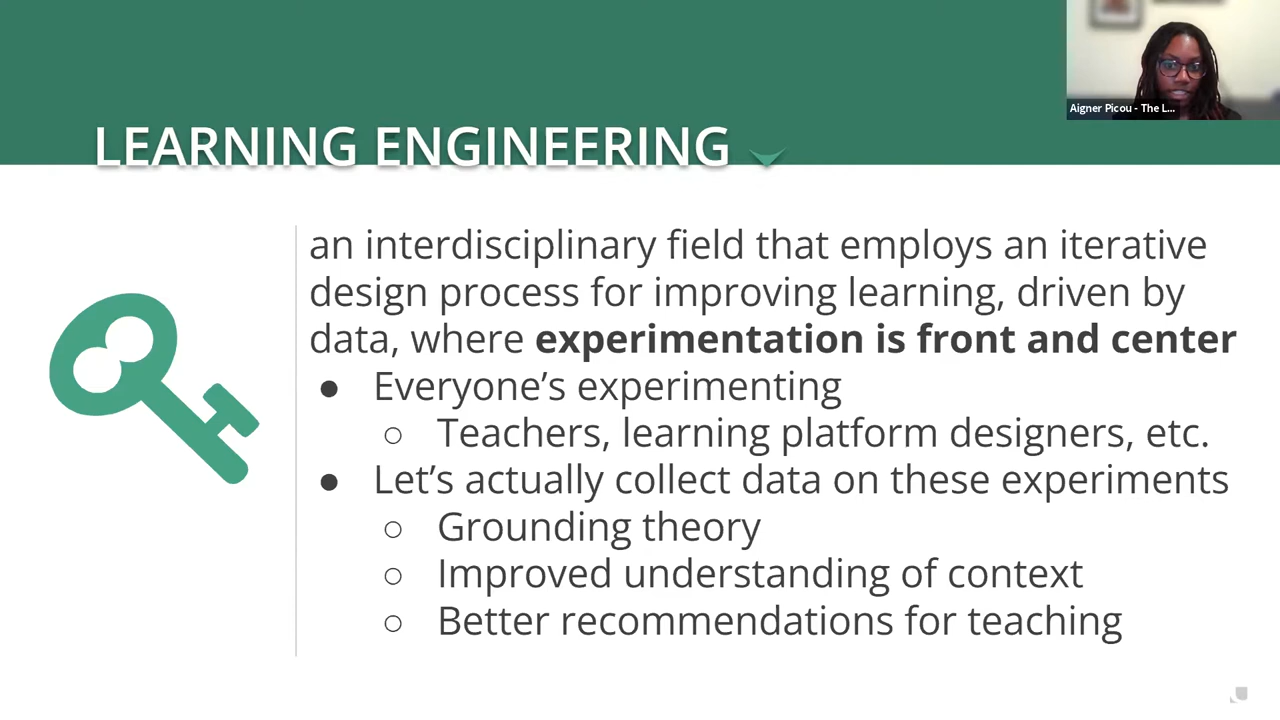 Aigner Picou - The L...
LEARNING ENGINEERING
an interdisciplinary field that employs an iterative
design process for improving learning, driven by
data, where experimentation is front and center
● Everyone’s experimenting
○ Teachers, learning platform designers, etc.
● Let’s actually collect data on these experiments
○ Grounding theory
○ Improved understanding of context
○ Better recommendations for teaching